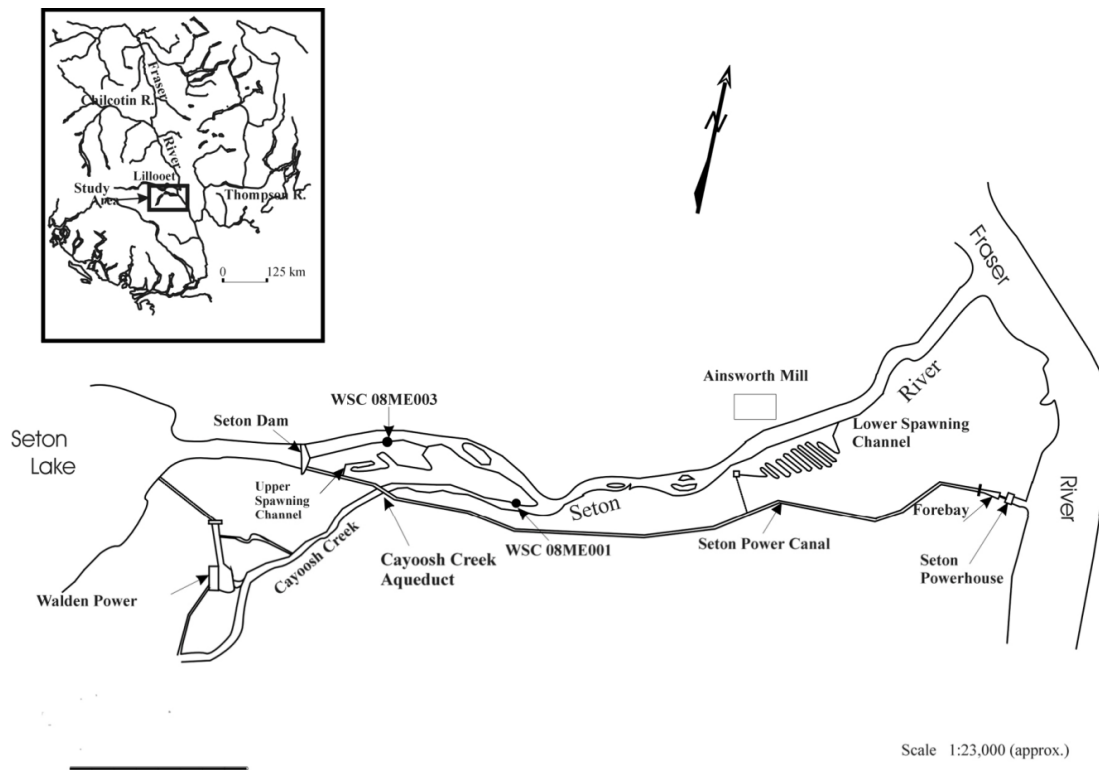 Fraser
River
Chilcotin R.
Lillooet
Study
Area
Thompson R.
0 125 km
N
Fraser
River
Ainsworth Mill
River
WSC 08ME003
Seton Dam
Lower Spawning
Channel
Seton
Lake
Upper
Spawning
Channel
Seton
Forebay
River
WSC 08ME001
Seton Power Canal
Cayoosh Creek
Cayoosh Creek
Aqueduct
Seton
Powerhouse
Walden Power
Scale 1:23,000 (approx.)